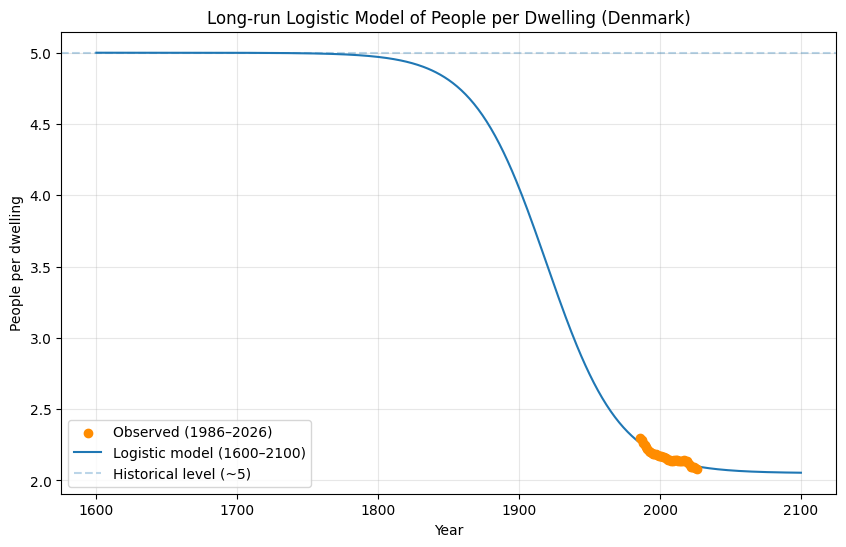 Long-run Logistic Model of People per Dwelling (Denmark)
People per dwelling
5.0
4.5
4.0
3.5
3.0
2.5
2.0
Observed (1986–2026)
Logistic model (1600–2100)
Historical level (~5)
1600 1700 1800 1900 2000 2100
Year